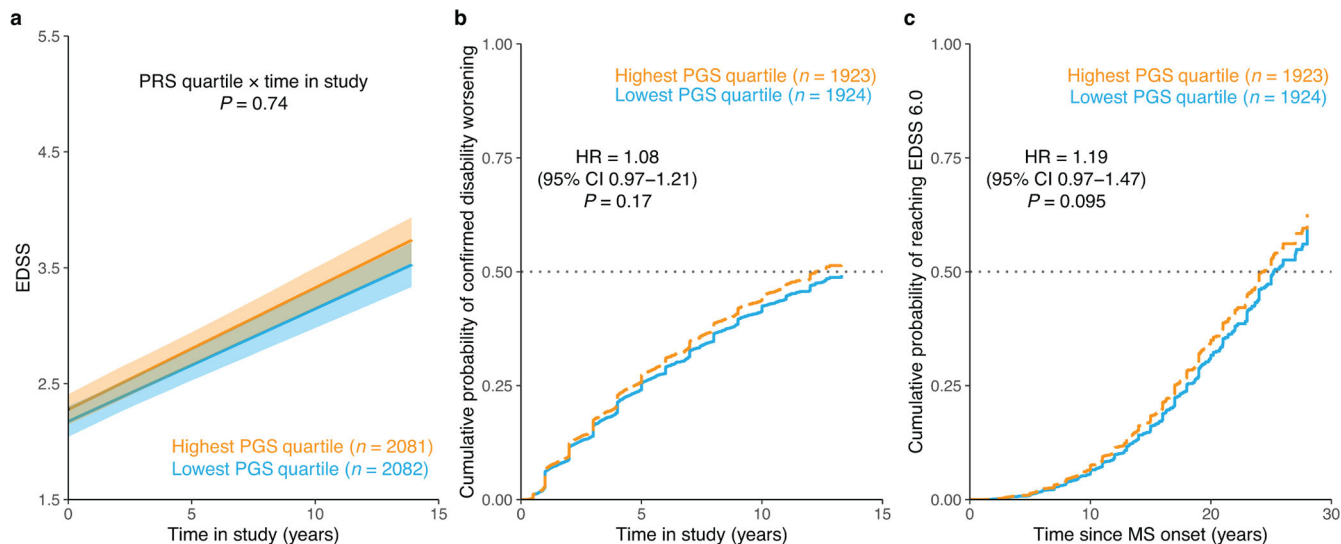 a
5.5
4.5
3.5
2.5
1.5
EDSS
PRS quartile × time in study
P = 0.74
Highest PGS quartile (n = 2081)
Lowest PGS quartile (n = 2082)
0
5
10
15
Time in study (years)
b
1.00
0.75
0.50
0.25
0.00
Cumulative probability of confirmed disability worsening
Highest PGS quartile (n = 1923)
Lowest PGS quartile (n = 1924)
HR = 1.08
(95% CI 0.97–1.21)
P = 0.17
0
5
10
15
Time in study (years)
c
1.00
0.75
0.50
0.25
0.00
Cumulative probability of reaching EDSS 6.0
Highest PGS quartile (n = 1923)
Lowest PGS quartile (n = 1924)
HR = 1.19
(95% CI 0.97–1.47)
P = 0.095
0
10
20
30
Time since MS onset (years)